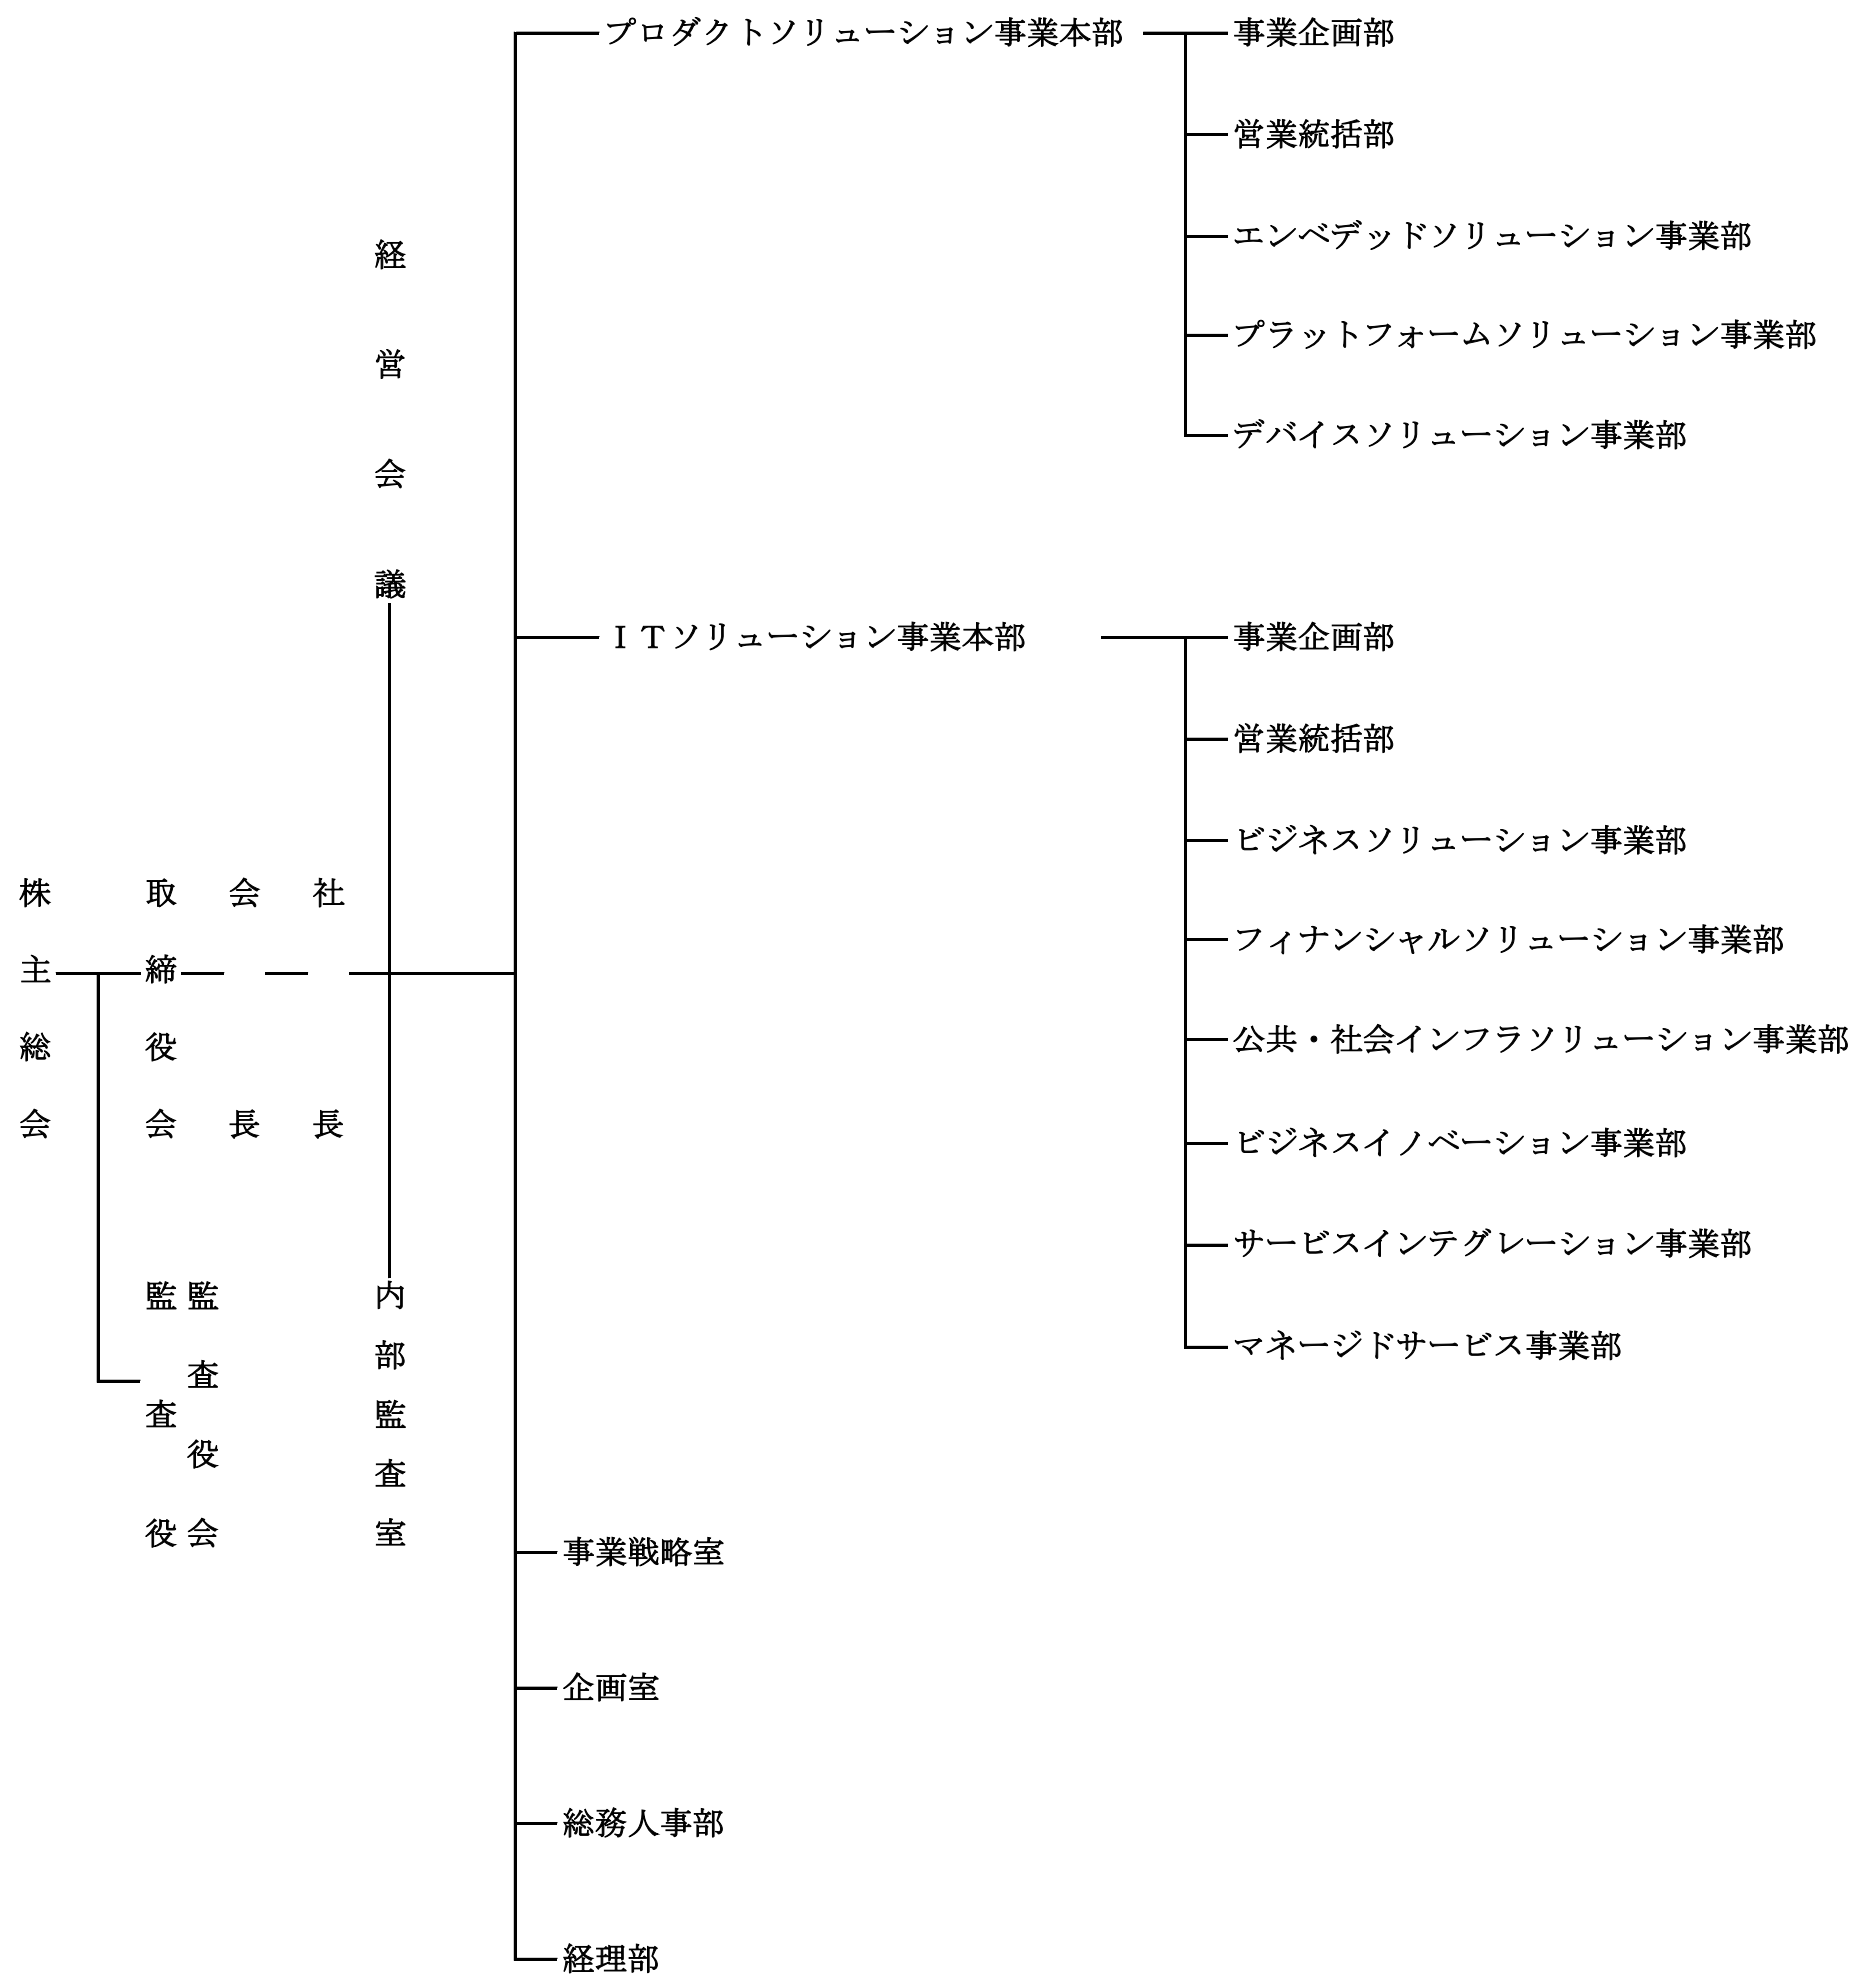 株主総会
取締役会
会長
社長
監査役
監査役会
経営会議
内部監査室
プロダクトソリューション事業本部
事業企画部
営業統括部
エンベデッドソリューション事業部
プラットフォームソリューション事業部
デバイスソリューション事業部
ＩＴソリューション事業本部
事業企画部
営業統括部
ビジネスソリューション事業部
フィナンシャルソリューション事業部
公共・社会インフラソリューション事業部
ビジネスイノベーション事業部
サービスインテグレーション事業部
マネージドサービス事業部
事業戦略室
企画室
総務人事部
経理部